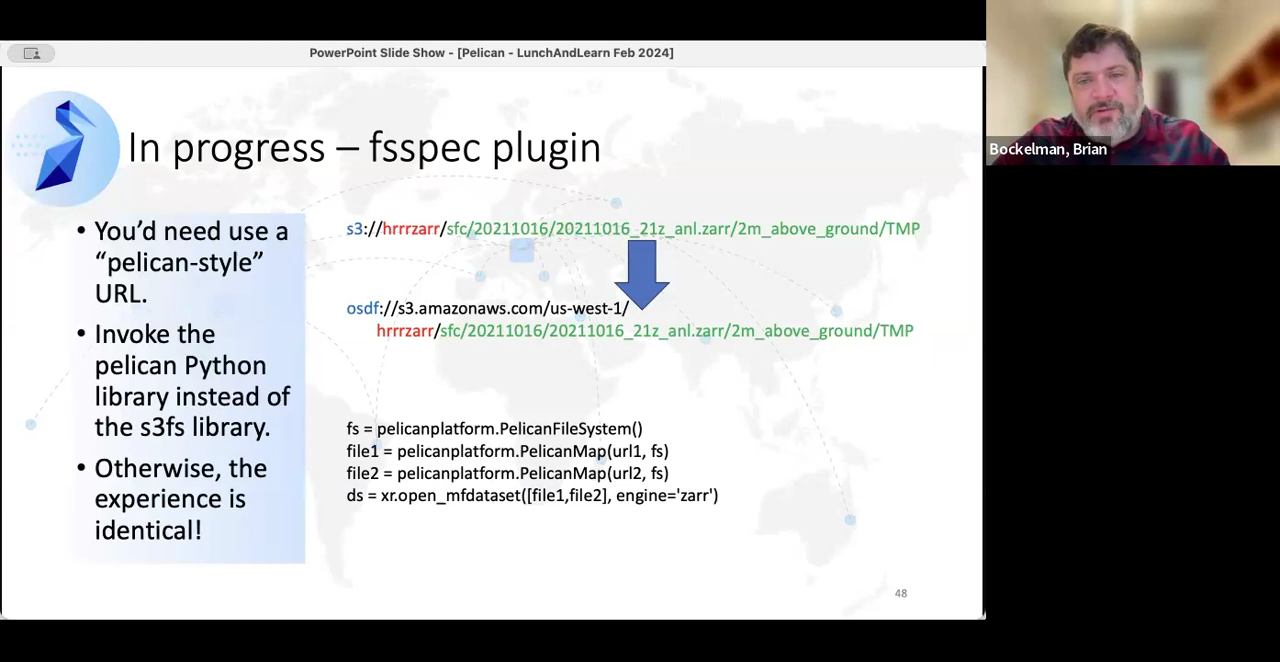 PowerPoint Slide Show - [Pelican - LunchAndLearn Feb 2024]
Bockelman, Brian
In progress – fsspec plugin
• You’d need use a
“pelican-style”
URL.
• Invoke the
pelican Python
library instead of
the s3fs library.
• Otherwise, the
experience is
identical!
s3://hrrrzarr/sfc/20211016/20211016_21z_anl.zarr/2m_above_ground/TMP
osdf://s3.amazonaws.com/us-west-1/
hrrrzarr/sfc/20211016/20211016_21z_anl.zarr/2m_above_ground/TMP
fs = pelicanplatform.PelicanFileSystem()
file1 = pelicanplatform.PelicanMap(url1, fs)
file2 = pelicanplatform.PelicanMap(url2, fs)
ds = xr.open_mfdataset([file1,file2], engine='zarr')
48